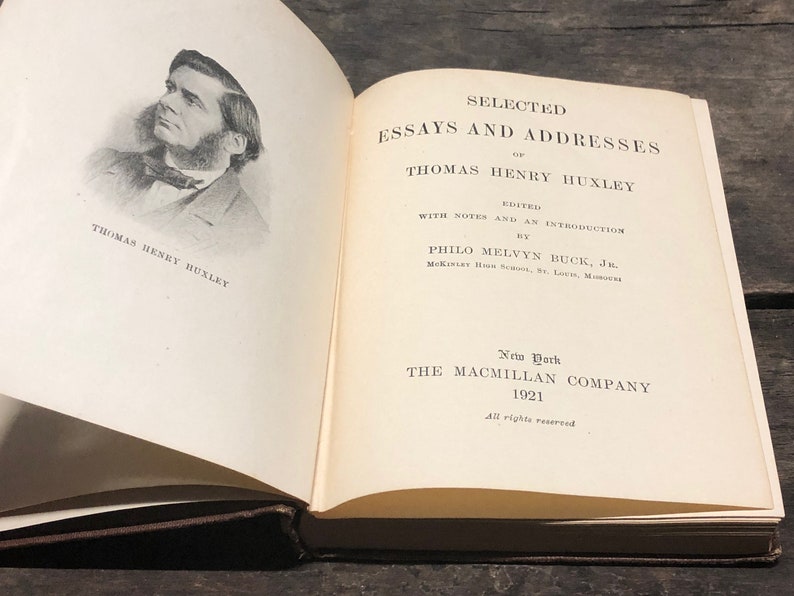 THOMAS HENRY HUXLEY
SELECTED
ESSAYS AND ADDRESSES
OF
THOMAS HENRY HUXLEY
EDITED
WITH NOTES AND AN INTRODUCTION
BY
PHILO MELVYN BUCK, JR.
MCKINLEY HIGH SCHOOL, ST. LOUIS, MISSOURI
New York
THE MACMILLAN COMPANY
1921
All rights reserved